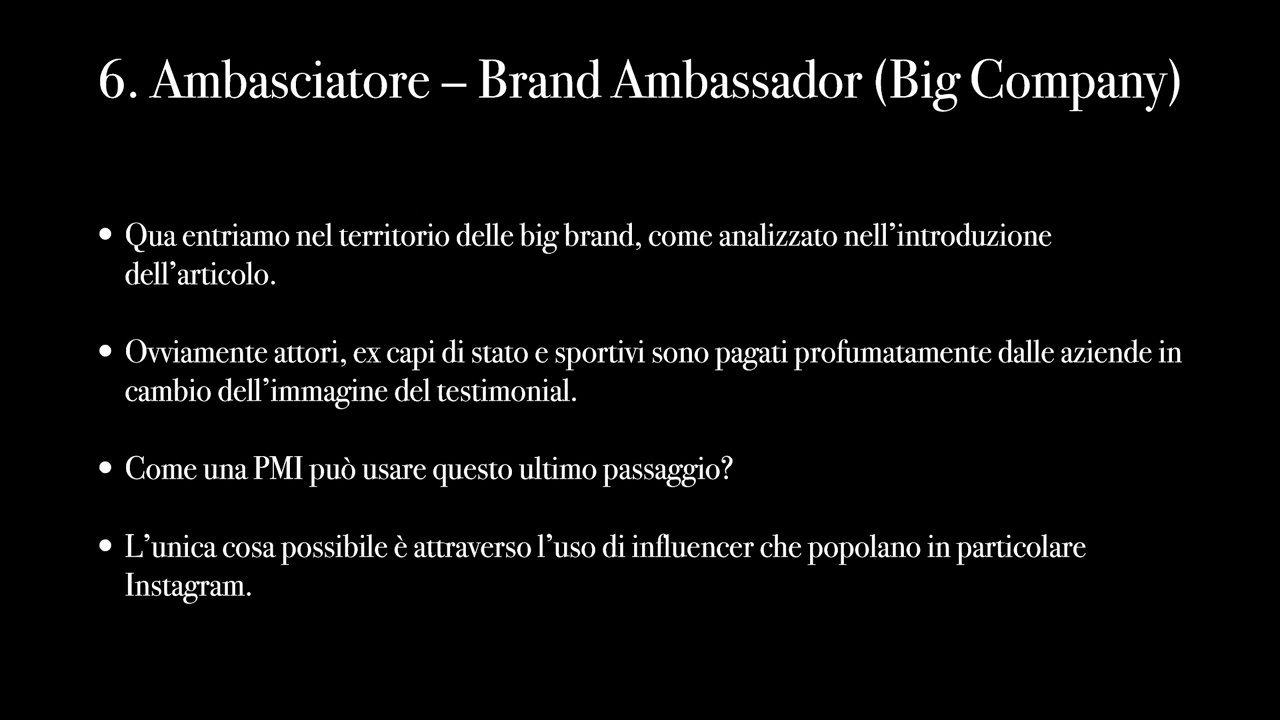 6. Ambasciatore – Brand Ambassador (Big Company)
• Qua entriamo nel territorio delle big brand, come analizzato nell’introduzione
dell’articolo.
• Ovviamente attori, ex capi di stato e sportivi sono pagati profumatamente dalle aziende in
cambio dell’immagine del testimonial.
• Come una PMI può usare questo ultimo passaggio?
• L’unica cosa possibile è attraverso l’uso di influencer che popolano in particolare
Instagram.